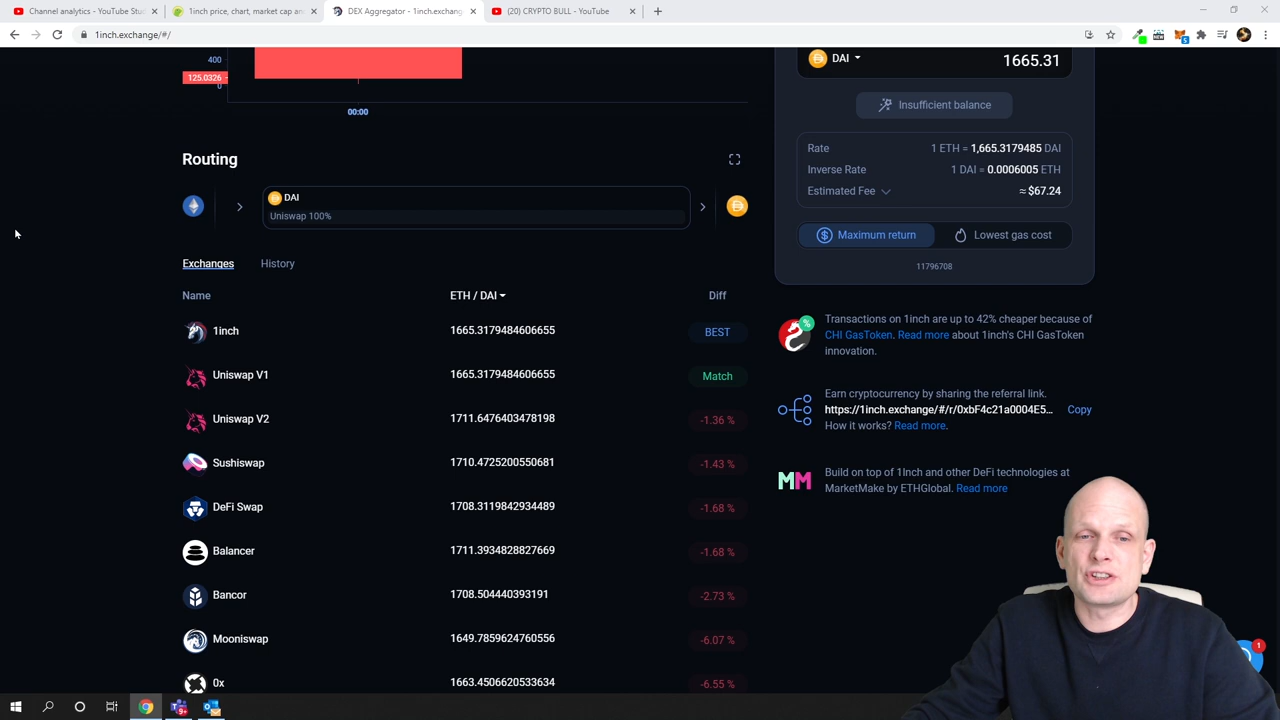 Channel analytics - YouTube Stu
1inch price, chart, market cap and
DEX Aggregator - 1inch.exchang
(20) CRYPTO BULL - YouTube
1inch.exchange/#/
400
125.0326
0
00:00
DAI
1665.31
Insufficient balance
Rate
1 ETH = 1,665.3179485 DAI
Inverse Rate
1 DAI = 0.0006005 ETH
Estimated Fee
≈ $67.24
Maximum return
Lowest gas cost
11796708
Routing
DAI
Uniswap 100%
Exchanges
History
Name
ETH / DAI
Diff
1inch
1665.3179484606655
BEST
Uniswap V1
1665.3179484606655
Match
Uniswap V2
1711.6476403478198
-1.36 %
Sushiswap
1710.4725200550681
-1.43 %
DeFi Swap
1708.3119842934489
-1.68 %
Balancer
1711.3934828827669
-1.68 %
Bancor
1708.504440393191
-2.73 %
Mooniswap
1649.7859624760556
-6.07 %
0x
1663.4506620533634
-6.55 %
Transactions on 1inch are up to 42% cheaper because of
CHI GasToken. Read more about 1inch's CHI GasToken
innovation.
Earn cryptocurrency by sharing the referral link.
https://1inch.exchange/#/r/0xbF4c21a0004E5...
Copy
How it works? Read more.
MM
Build on top of 1Inch and other DeFi technologies at
MarketMake by ETHGlobal. Read more
1